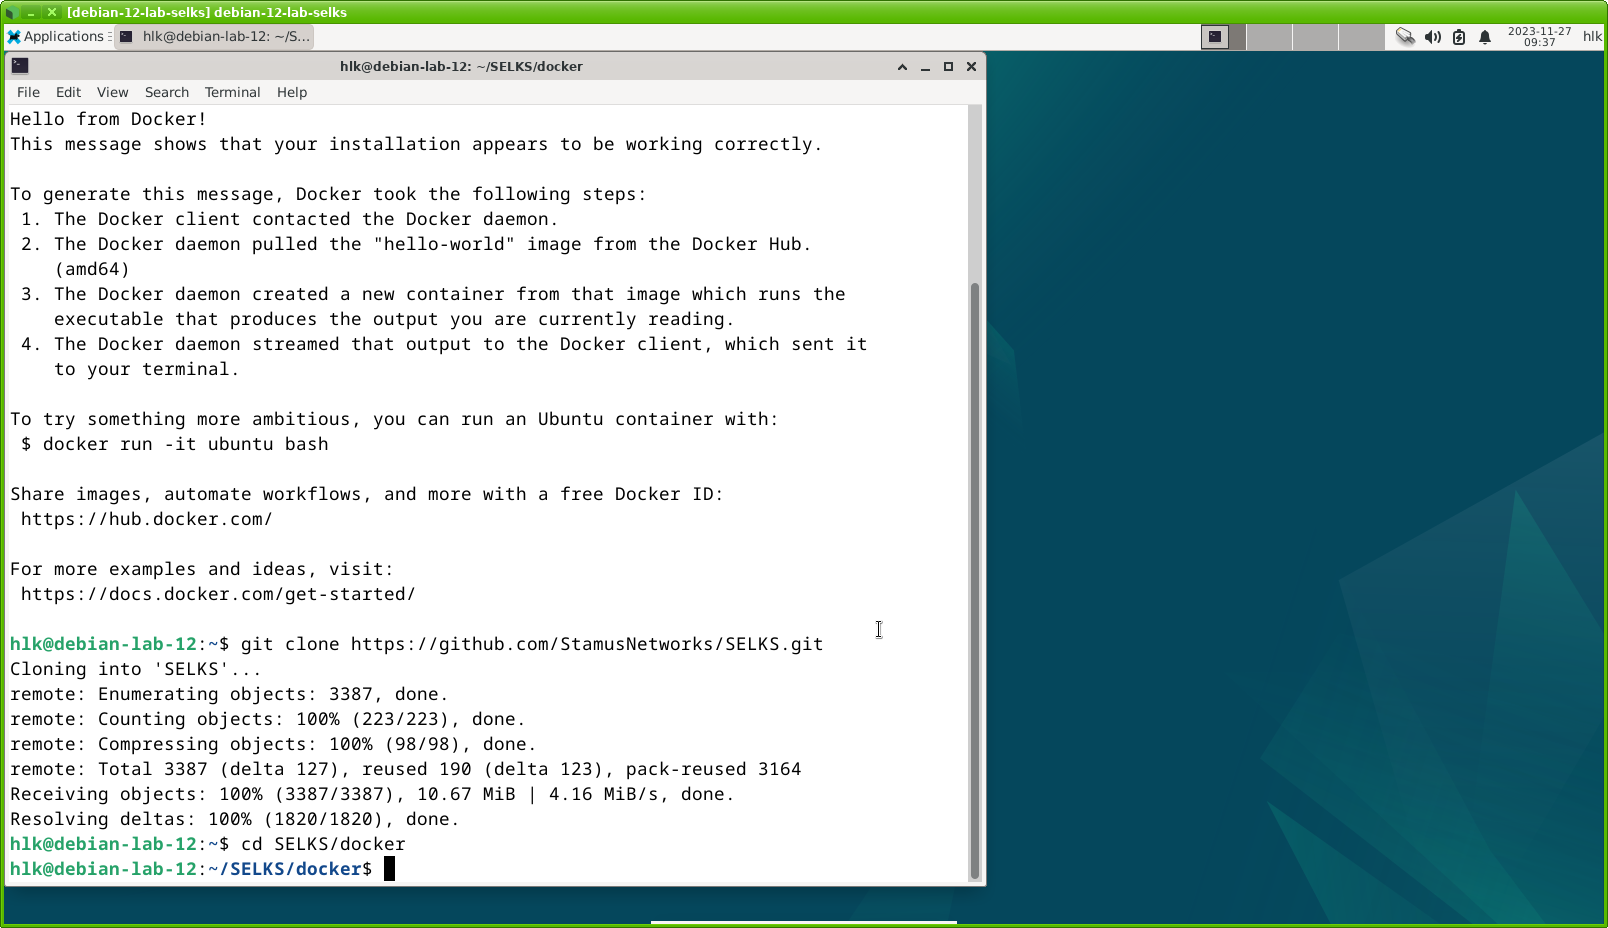 [debian-12-lab-selks] debian-12-lab-selks
Applications
hlk@debian-lab-12: ~/S...
2023-11-27
09:37
hlk
hlk@debian-lab-12: ~/SELKS/docker
File Edit View Search Terminal Help
Hello from Docker!
This message shows that your installation appears to be working correctly.
To generate this message, Docker took the following steps:
1. The Docker client contacted the Docker daemon.
2. The Docker daemon pulled the "hello-world" image from the Docker Hub.
(amd64)
3. The Docker daemon created a new container from that image which runs the
executable that produces the output you are currently reading.
4. The Docker daemon streamed that output to the Docker client, which sent it
to your terminal.
To try something more ambitious, you can run an Ubuntu container with:
$ docker run -it ubuntu bash
Share images, automate workflows, and more with a free Docker ID:
https://hub.docker.com/
For more examples and ideas, visit:
https://docs.docker.com/get-started/
hlk@debian-lab-12:~$ git clone https://github.com/StamusNetworks/SELKS.git
Cloning into 'SELKS'...
remote: Enumerating objects: 3387, done.
remote: Counting objects: 100% (223/223), done.
remote: Compressing objects: 100% (98/98), done.
remote: Total 3387 (delta 127), reused 190 (delta 123), pack-reused 3164
Receiving objects: 100% (3387/3387), 10.67 MiB | 4.16 MiB/s, done.
Resolving deltas: 100% (1820/1820), done.
hlk@debian-lab-12:~$ cd SELKS/docker
hlk@debian-lab-12:~/SELKS/docker$